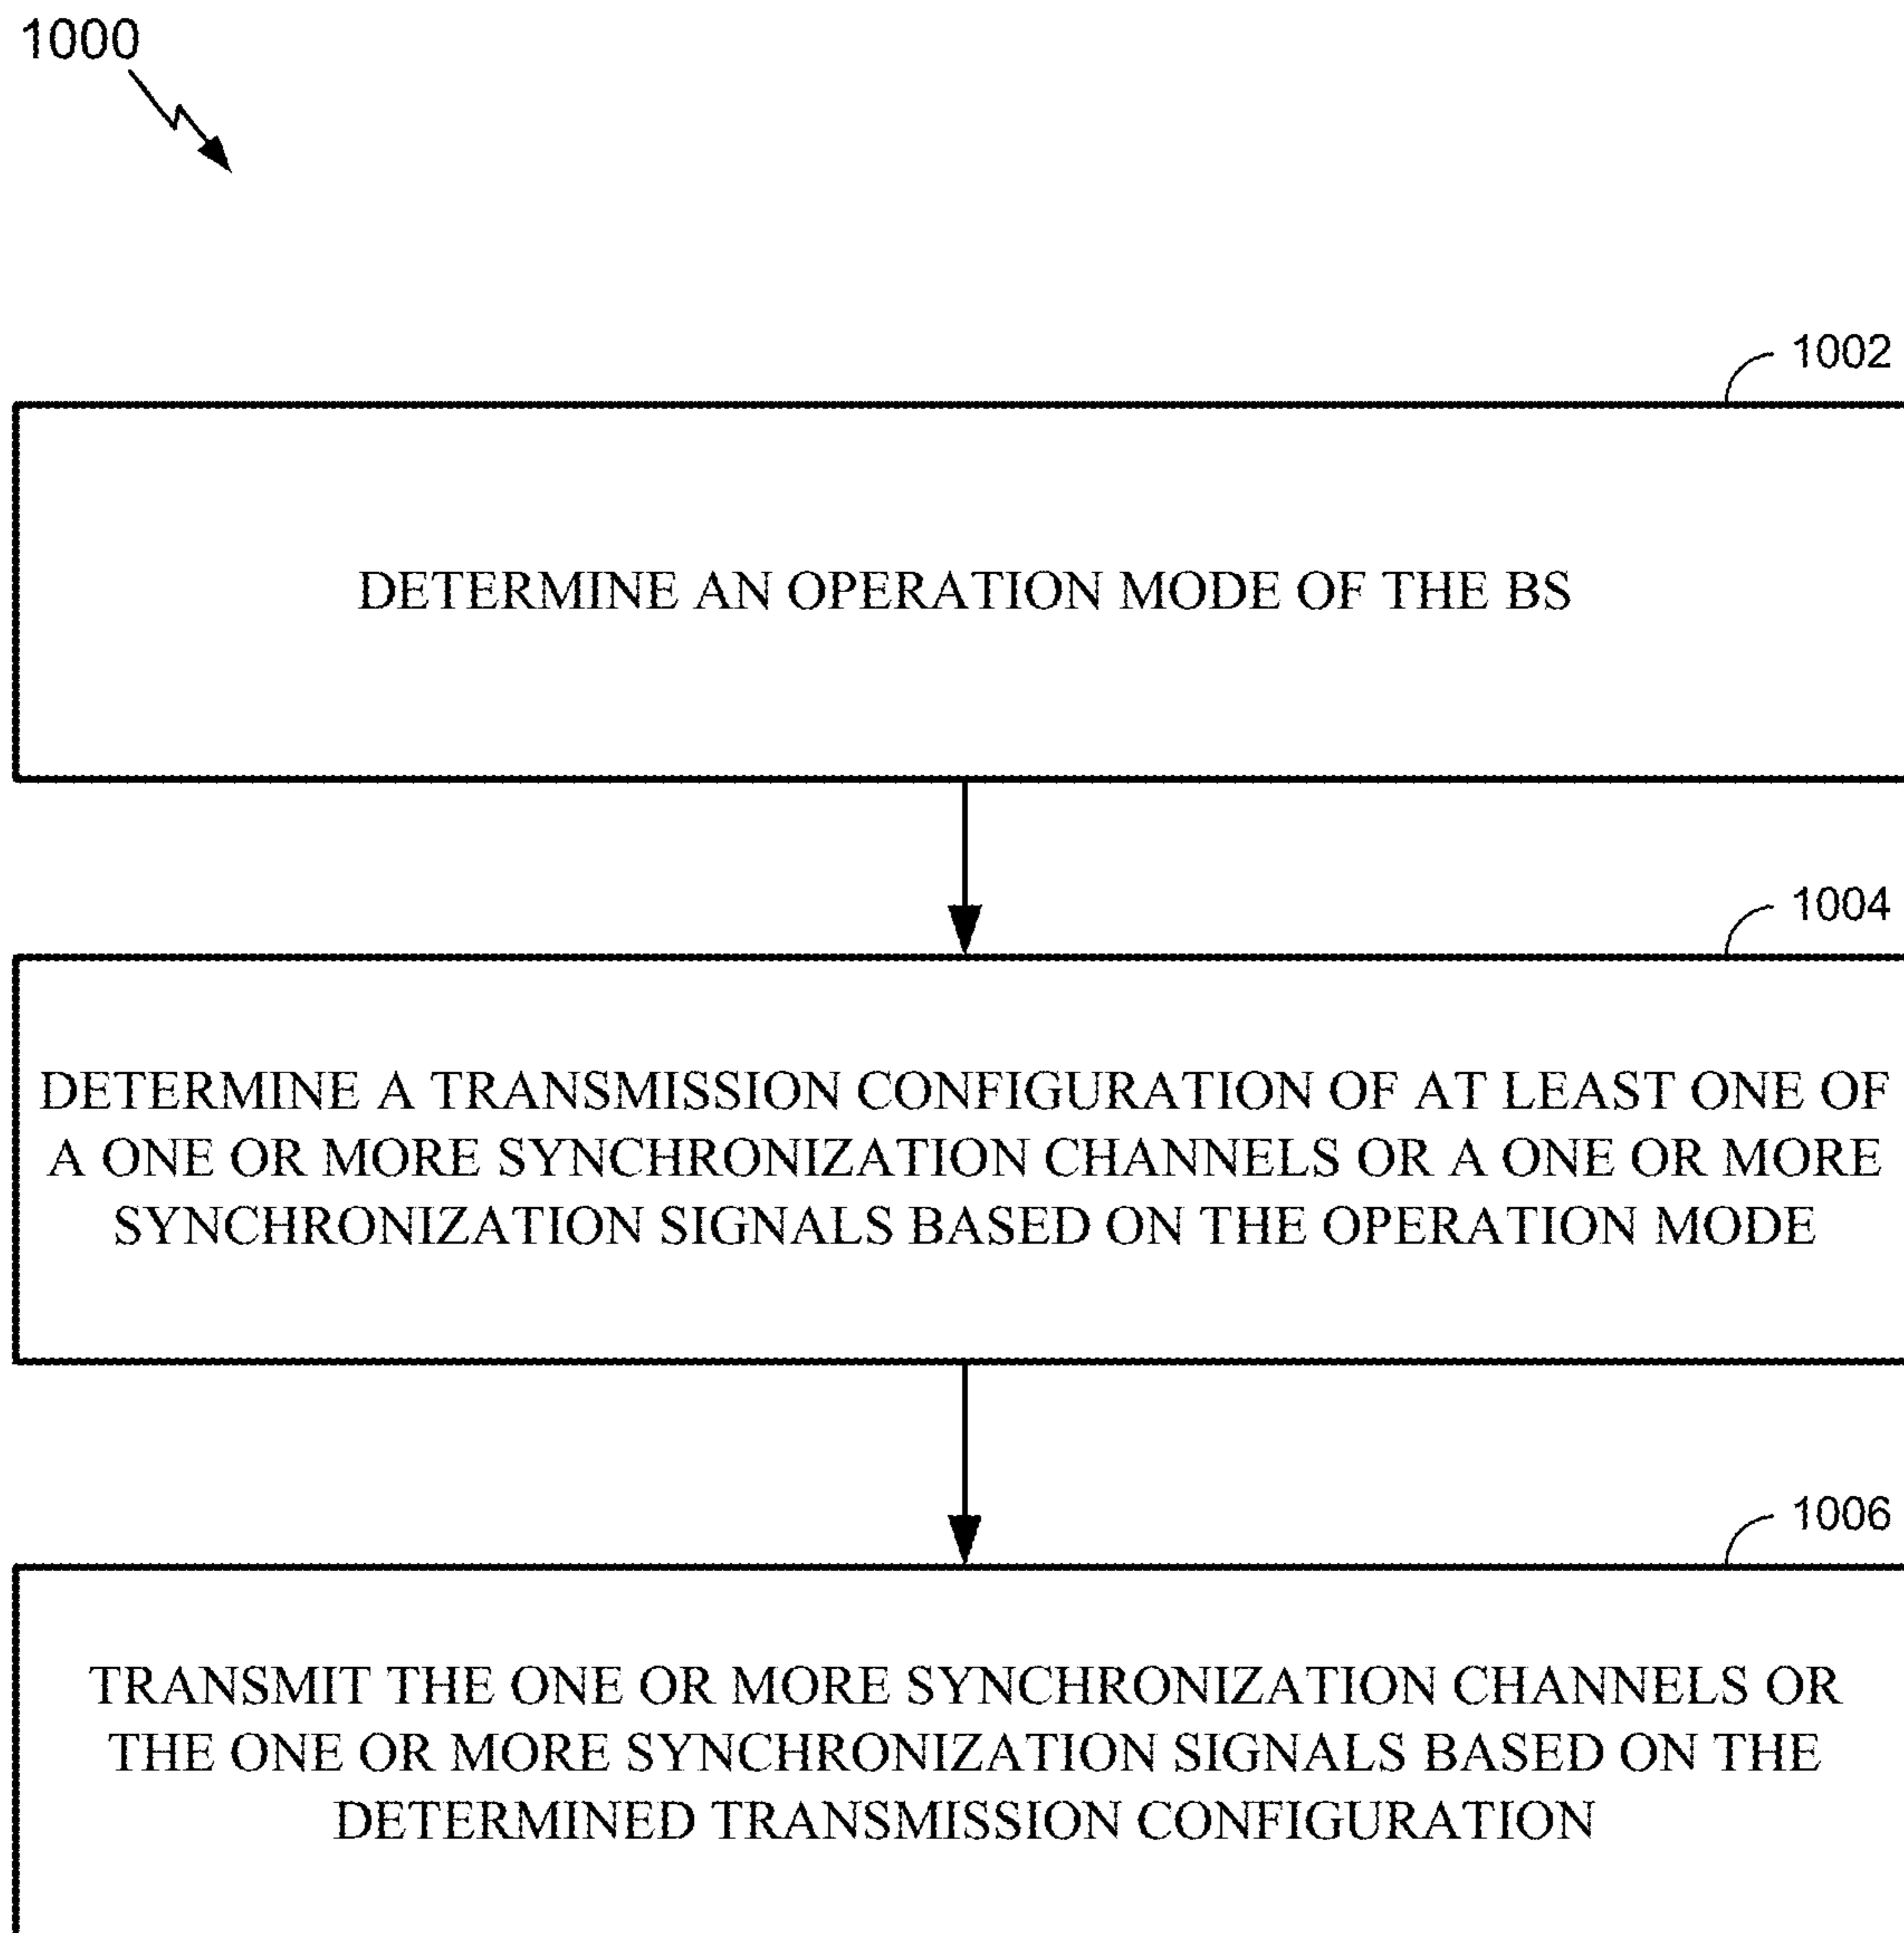 1000
1002
DETERMINE AN OPERATION MODE OF THE BS
1004
DETERMINE A TRANSMISSION CONFIGURATION OF AT LEAST ONE OF
A ONE OR MORE SYNCHRONIZATION CHANNELS OR A ONE OR MORE
SYNCHRONIZATION SIGNALS BASED ON THE OPERATION MODE
1006
TRANSMIT THE ONE OR MORE SYNCHRONIZATION CHANNELS OR
THE ONE OR MORE SYNCHRONIZATION SIGNALS BASED ON THE
DETERMINED TRANSMISSION CONFIGURATION